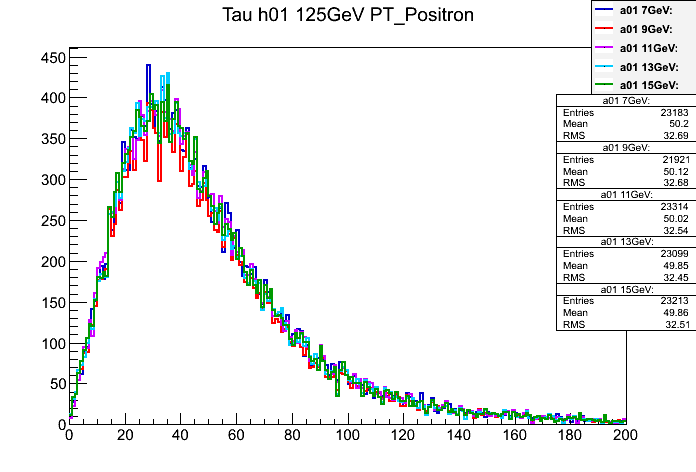 Tau h01 125GeV PT_Positron
a01 7GeV:
a01 9GeV:
a01 11GeV:
a01 13GeV:
a01 15GeV:
a01 7GeV:
Entries 23183
Mean 50.2
RMS 32.69
a01 9GeV:
Entries 21921
Mean 50.12
RMS 32.68
a01 11GeV:
Entries 23314
Mean 50.02
RMS 32.54
a01 13GeV:
Entries 23099
Mean 49.85
RMS 32.45
a01 15GeV:
Entries 23213
Mean 49.86
RMS 32.51
450
400
350
300
250
200
150
100
50
0
0 20 40 60 80 100 120 140 160 180 200